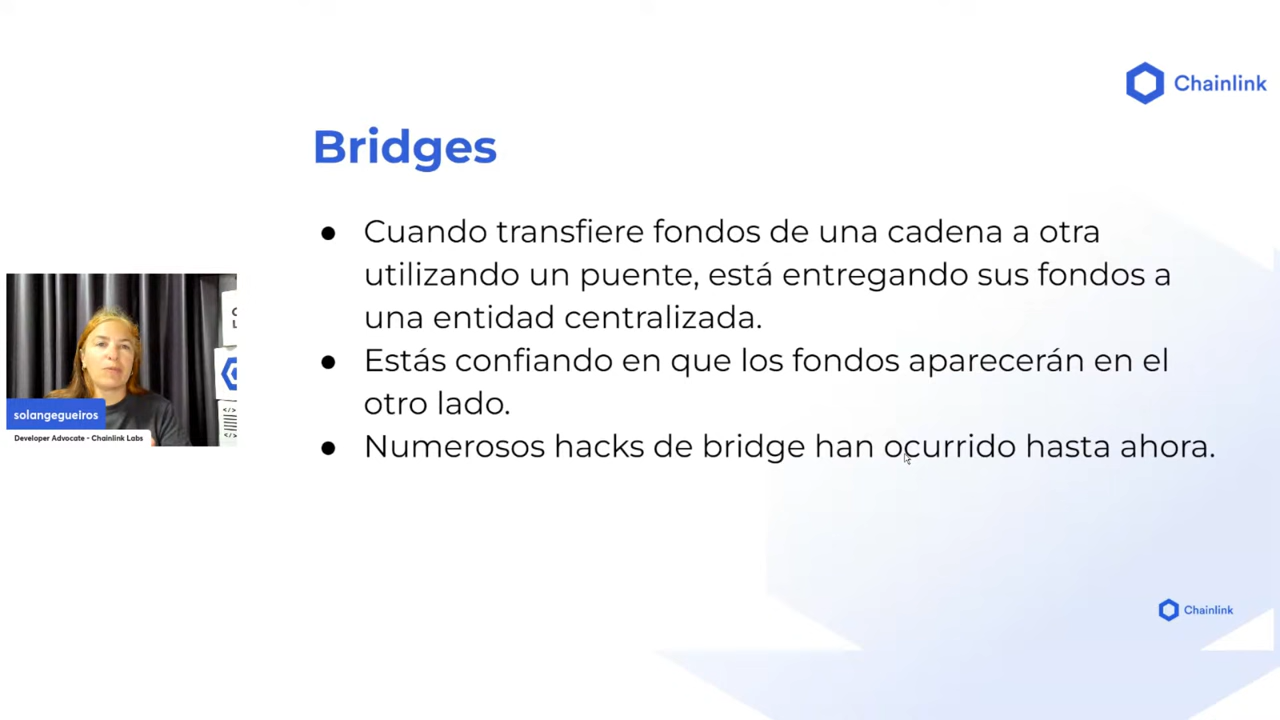 Chainlink
Bridges
● Cuando transfiere fondos de una cadena a otra
utilizando un puente, está entregando sus fondos a
una entidad centralizada.
● Estás confiando en que los fondos aparecerán en el
otro lado.
● Numerosos hacks de bridge han ocurrido hasta ahora.
solangegueiros
Developer Advocate - Chainlink Labs
Chainlink